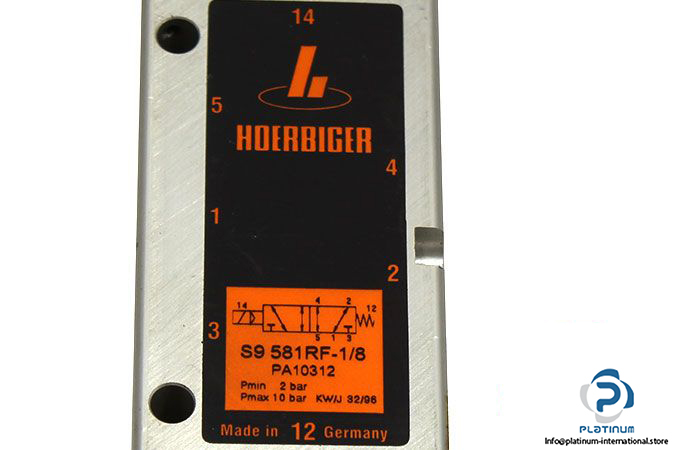 14
5
HOERBIGER
4
1
2
14 4 2 12
5 1 3
3
S9 581RF-1/8
PA10312
Pmin 2 bar
Pmax 10 bar KW/J 32/96
Made in 12 Germany
PLATINUM
INTERNATIONAL
info@platinum-international.store